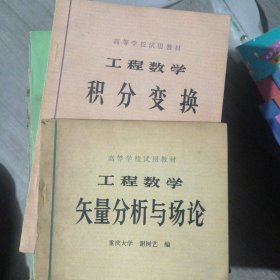 高等学校试用教材
工程数学
积分变换
高等学校试用教材
工程数学
矢量分析与场论
重庆大学 谢树艺 编